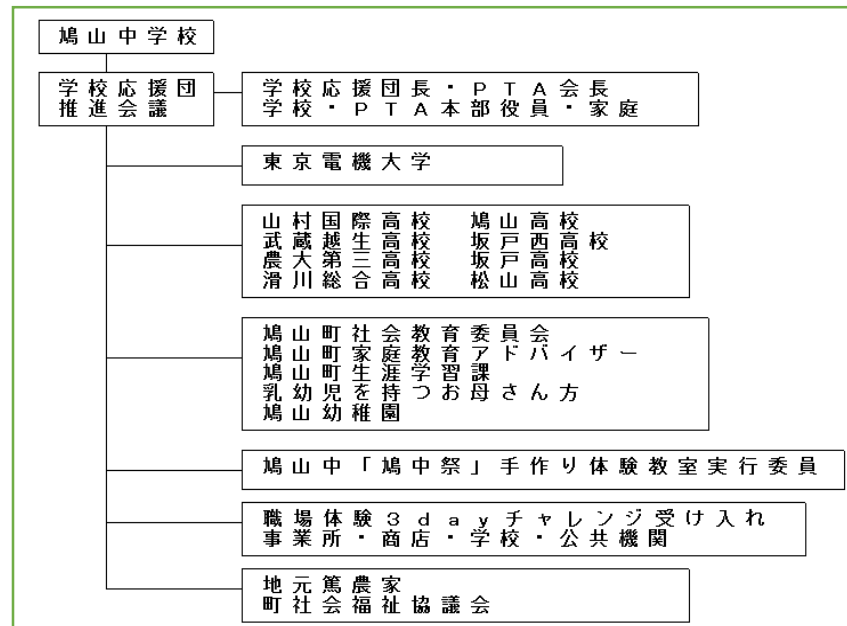 鳩山中学校
学校応援団
推進会議
学校応援団長・ＰＴＡ会長
学校・ＰＴＡ本部役員・家庭
東京電機大学
山村国際高校　鳩山高校
武蔵越生高校　坂戸西高校
農大第三高校　坂戸高校
滑川総合高校　松山高校
鳩山町社会教育委員会
鳩山町家庭教育アドバイザー
鳩山町生涯学習課
乳幼児を持つお母さん方
鳩山幼稚園
鳩山中「鳩中祭」手作り体験教室実行委員
職場体験３ｄａｙチャレンジ受け入れ
事業所・商店・学校・公共機関
地元篤農家
町社会福祉協議会